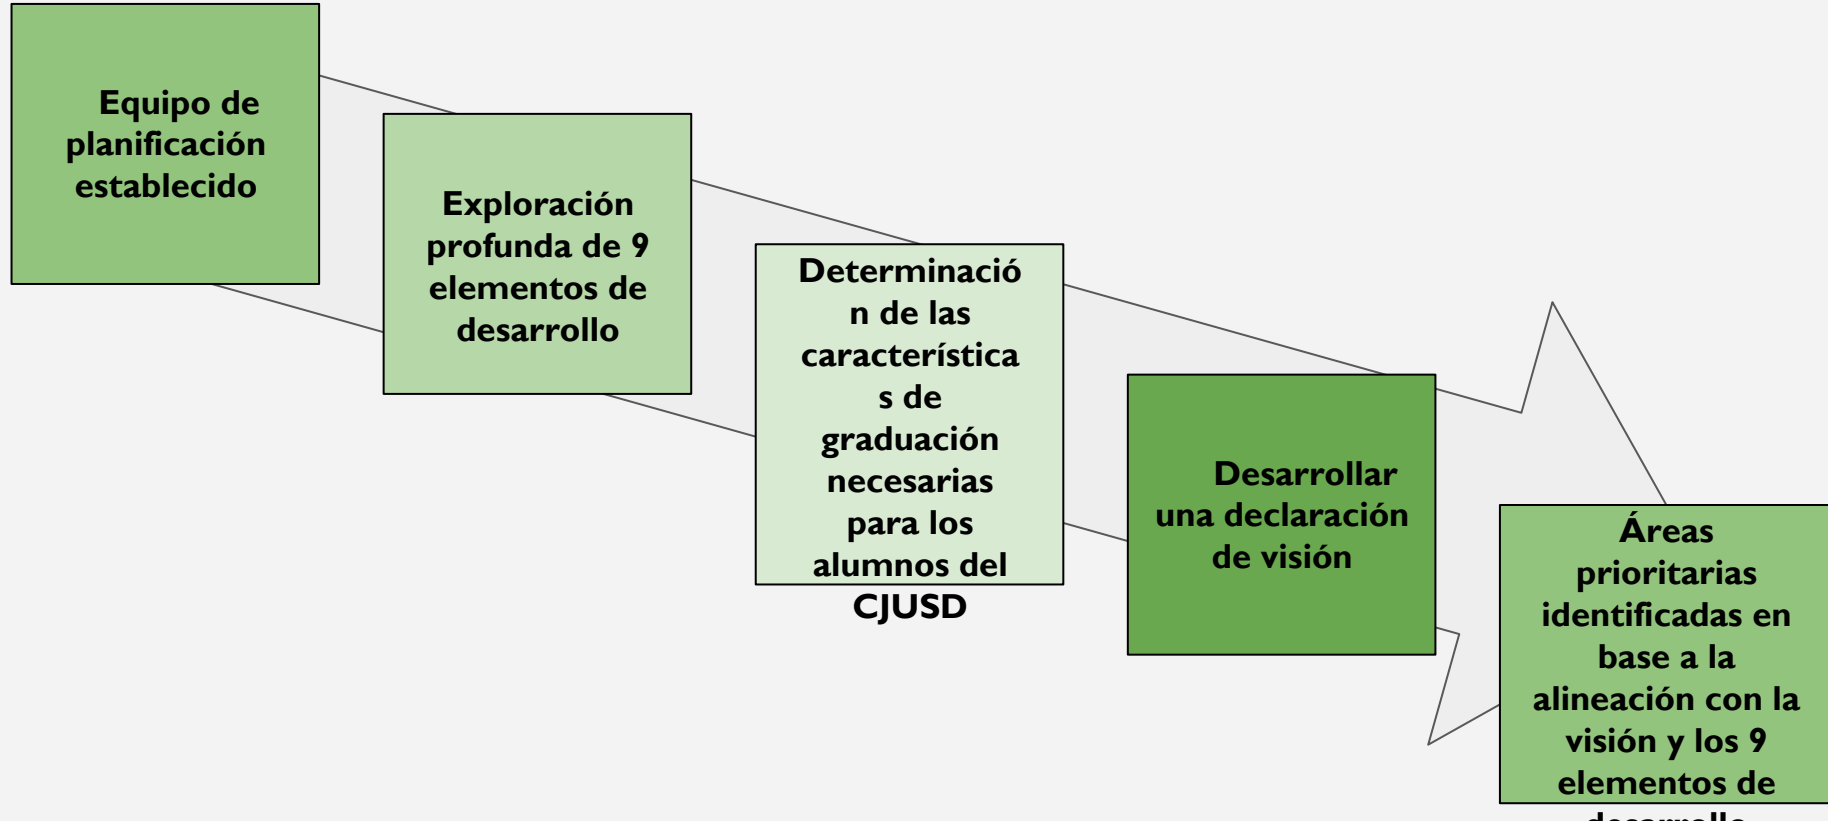 Equipo de
planificación
establecido
Exploración
profunda de 9
elementos de
desarrollo
Determinació
n de las
característica
s de
graduación
necesarias
para los
alumnos del
CJUSD
Desarrollar
una declaración
de visión
Áreas
prioritarias
identificadas en
base a la
alineación con la
visión y los 9
elementos de
desarrollo